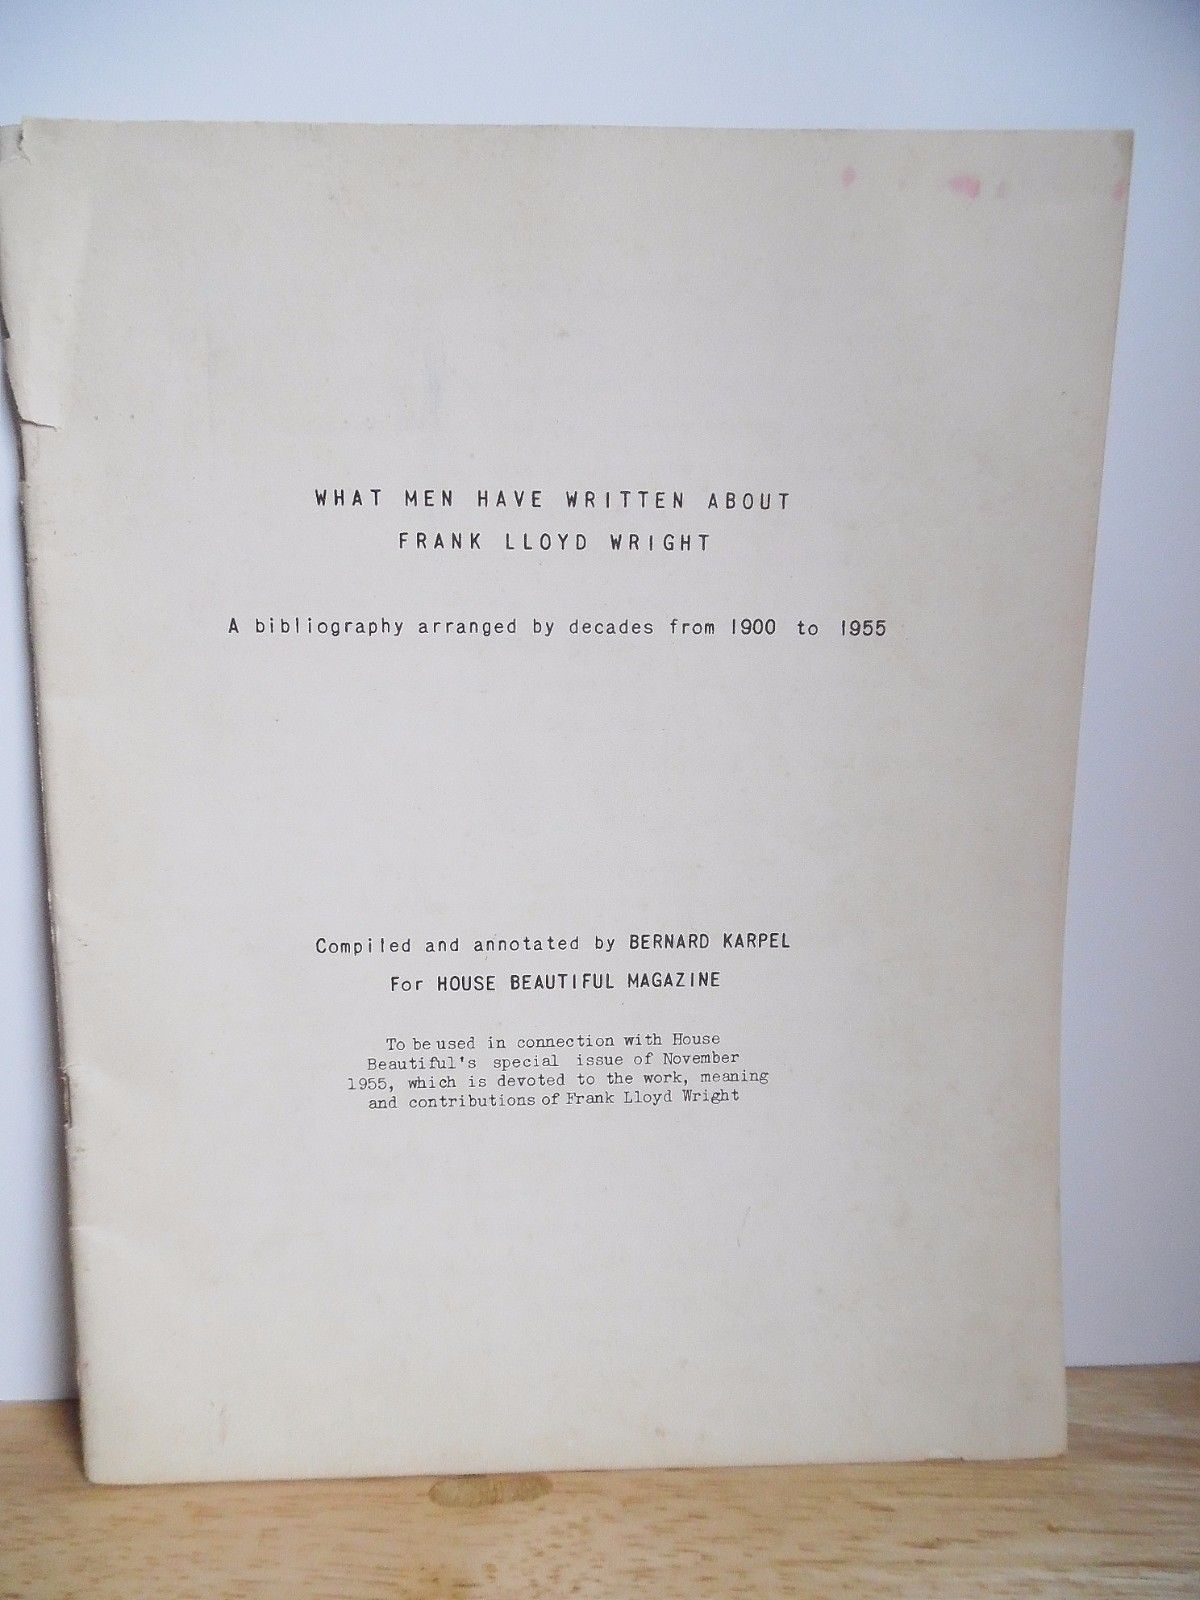 WHAT MEN HAVE WRITTEN ABOUT
FRANK LLOYD WRIGHT
A bibliography arranged by decades from 1900 to 1955
Compiled and annotated by BERNARD KARPEL
For HOUSE BEAUTIFUL MAGAZINE
To be used in connection with House
Beautiful's special issue of November
1955, which is devoted to the work, meaning
and contributions of Frank Lloyd Wright